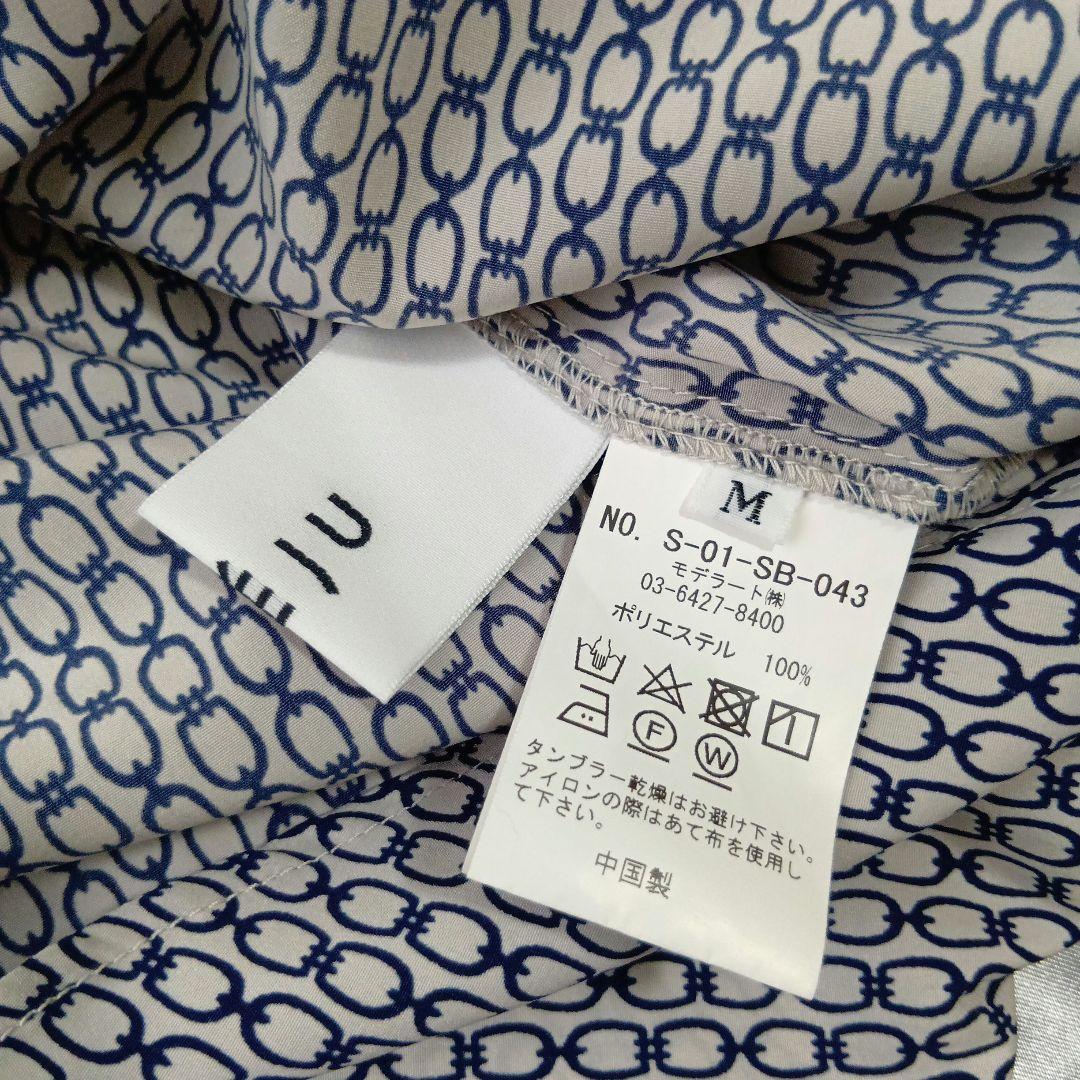 M
NO. S-01-SB-043
モデラート㈱
03-6427-8400
ポリエステル 100%
F
W
タンブラー乾燥はお避け下さい。
アイロンの際はあて布を使用し
て下さい。
中国製